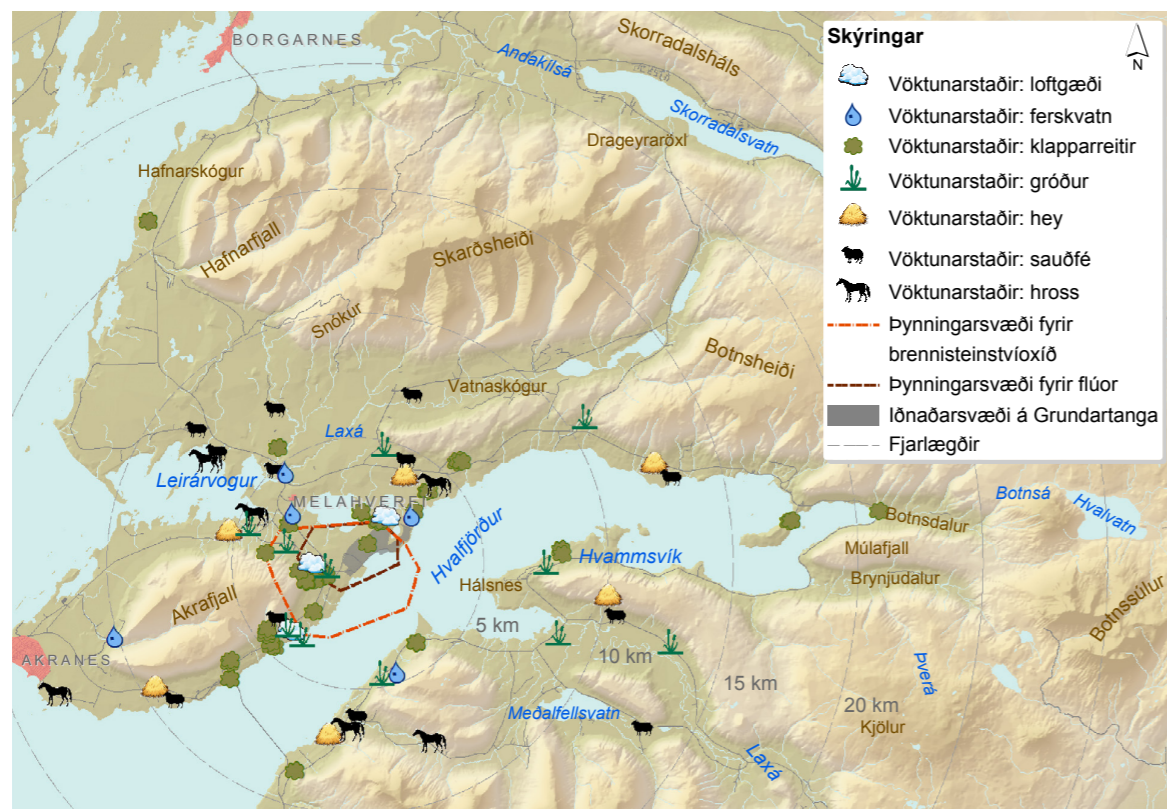 BORGARNES
Andakílsá
Skorradalsháls
Skorradalsvatn
Drageyraröxl
Hafnarskógur
Hafnarfjall
Skarðsheiði
Snókur
Botnsheiði
Vatnaskógur
Laxá
Leirárvogur
MELAHVERF
Hvalfjörður
Hvammsvík
Hálsnes
Botnsá
Hvalvatn
Botnsdalur
Múlafjall
Brynjudalur
Botnssúlur
Akrafjall
AKRANES
5 km
10 km
15 km
20 km
Þverá
Kjölur
Meðalfellsvatn
Laxá
Skýringar
N
Vöktunarstaðir: loftgæði
Vöktunarstaðir: ferskvatn
Vöktunarstaðir: klapparreitir
Vöktunarstaðir: gróður
Vöktunarstaðir: hey
Vöktunarstaðir: sauðfé
Vöktunarstaðir: hross
Þynningarsvæði fyrir
brennisteinstvíoxíð
Þynningarsvæði fyrir flúor
Iðnaðarsvæði á Grundartanga
Fjarlægðir